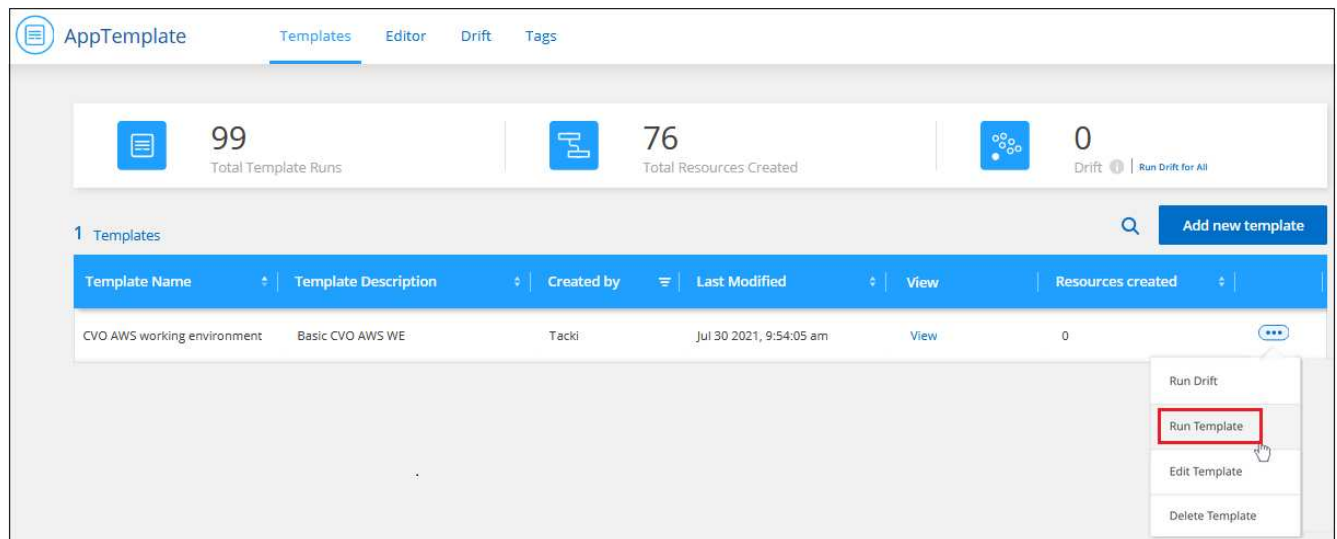 AppTemplate Templates Editor Drift Tags
99 76 0
Total Template Runs Total Resources Created Drift Run Drift for All
1 Templates Add new template
Template Name Template Description Created by Last Modified View Resources created
CVO AWS working environment Basic CVO AWS WE Tacki Jul 30 2021, 9:54:05 am View 0
Run Drift
Run Template
Edit Template
Delete Template